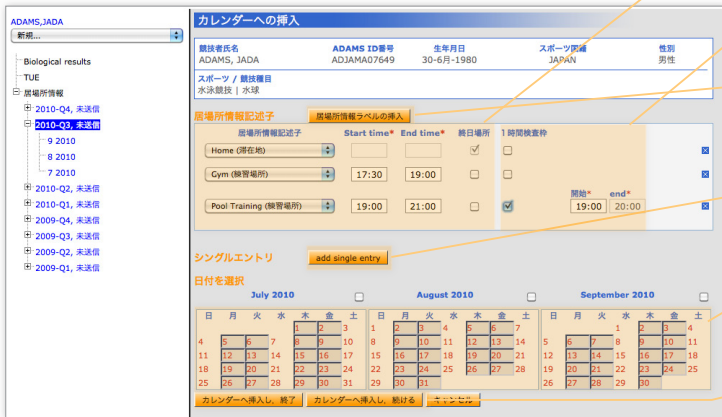 ADAMS,JADA
新規...
Biological results
TUE
居場所情報
2010-Q4, 未送信
2010-Q3, 未送信
9 2010
8 2010
7 2010
2010-Q2, 未送信
2010-Q1, 未送信
2009-Q4, 未送信
2009-Q3, 未送信
2009-Q2, 未送信
2009-Q1, 未送信
カレンダーへの挿入
競技者氏名 ADAMS ID番号 生年月日 スポーツ国籍 性別
ADAMS, JADA ADJAMA07649 30-6月-1980 JAPAN 男性
スポーツ / 競技種目
水泳競技 | 水球
居場所情報記述子 居場所情報ラベルの挿入
居場所情報記述子 Start time* End time* 終日場所 1時間検査枠
Home (滞在地)
Gym (練習場所) 17:30 19:00
開始* end*
Pool Training (練習場所) 19:00 21:00 19:00 20:00
シングルエントリ add single entry
日付を選択
July 2010 August 2010 September 2010
日 月 火 水 木 金 土 日 月 火 水 木 金 土 日 月 火 水 木 金 土
1 2 3 1 2 3 4 5 6 7 1 2 3 4
4 5 6 7 8 9 10 8 9 10 11 12 13 14 5 6 7 8 9 10 11
11 12 13 14 15 16 17 15 16 17 18 19 20 21 12 13 14 15 16 17 18
18 19 20 21 22 23 24 22 23 24 25 26 27 28 19 20 21 22 23 24 25
25 26 27 28 29 30 31 29 30 31 26 27 28 29 30
カレンダーへ挿入し、終了 カレンダーへ挿入し、続ける キャンセル